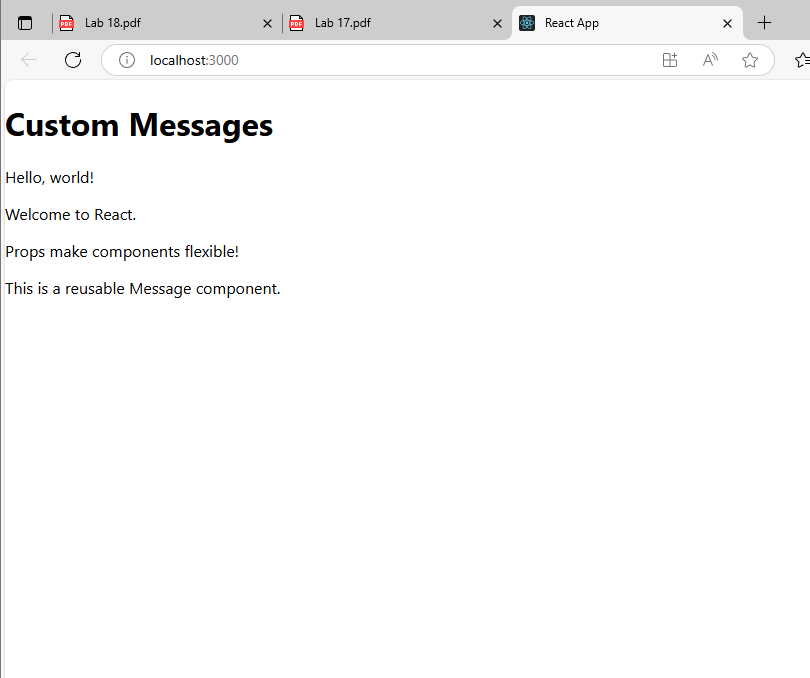 Lab 18.pdf
Lab 17.pdf
React App
localhost:3000
Custom Messages
Hello, world!
Welcome to React.
Props make components flexible!
This is a reusable Message component.